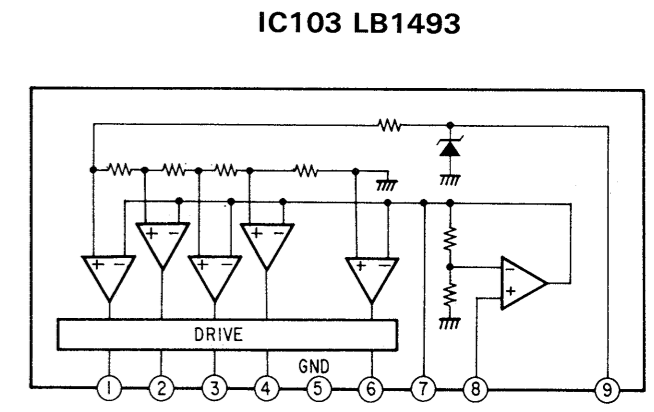 IC103 LB1493
+ − + − + −
+ − + − + −
− +
DRIVE
GND
1 2 3 4 5 6 7 8 9